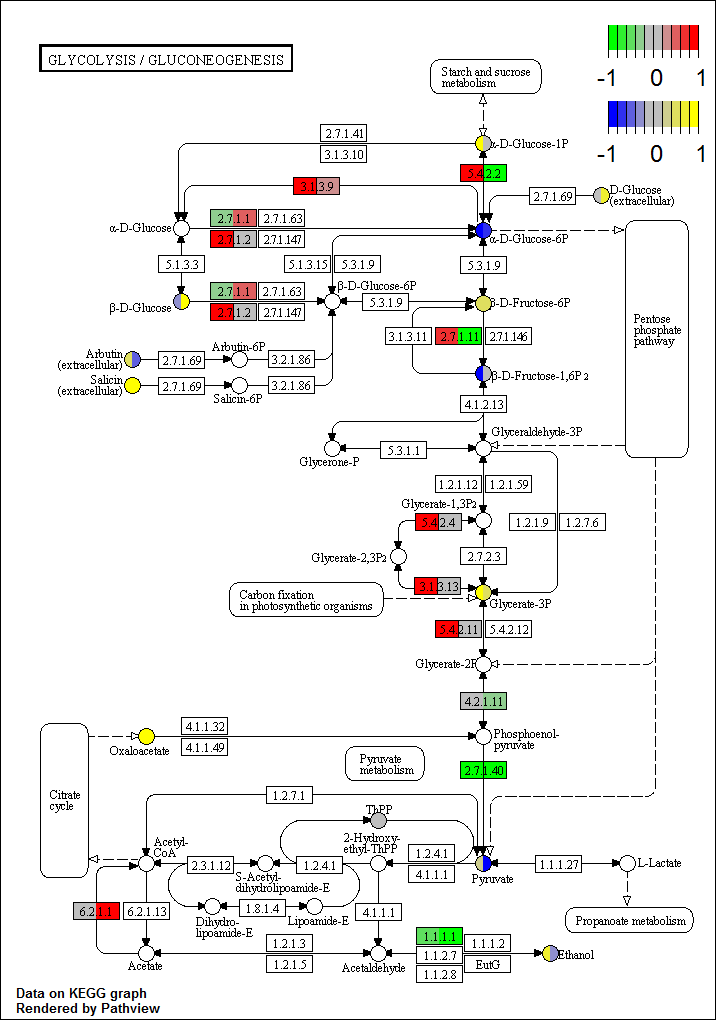 GLYCOLYSIS / GLUCONEOGENESIS
-1 0 1
-1 0 1
Starch and sucrose
metabolism
2.7.1.41
3.1.3.10
α-D-Glucose-1P
5.4.2.2
3.1.3.9
2.7.1.69
D-Glucose
(extracellular)
α-D-Glucose
2.7.1.1
2.7.1.63
2.7.1.2
2.7.1.147
α-D-Glucose-6P
5.1.3.3
5.1.3.15
5.3.1.9
5.3.1.9
β-D-Glucose-6P
β-D-Glucose
2.7.1.1
2.7.1.63
2.7.1.2
2.7.1.147
5.3.1.9
β-D-Fructose-6P
Pentose
phosphate
pathway
3.1.3.11
2.7.1.11
2.7.1.146
Arbutin
(extracellular)
2.7.1.69
Arbutin-6P
3.2.1.86
Salicin
(extracellular)
2.7.1.69
Salicin-6P
3.2.1.86
β-D-Fructose-1,6P2
4.1.2.13
Glyceraldehyde-3P
Glycerone-P
5.3.1.1
1.2.1.12
1.2.1.59
Glycerate-1,3P2
5.4.2.4
1.2.1.9
1.2.7.6
Glycerate-2,3P2
2.7.2.3
3.1.3.13
Carbon fixation
in photosynthetic organisms
Glycerate-3P
5.4.2.11
5.4.2.12
Glycerate-2P
4.2.1.11
Oxaloacetate
4.1.1.32
4.1.1.49
Phosphoenol-
pyruvate
Pyruvate
metabolism
2.7.1.40
Citrate
cycle
1.2.7.1
ThPP
Acetyl-
CoA
2.3.1.12
S-Acetyl-
dihydrolipoamide-E
1.2.4.1
2-Hydroxy-
ethyl-ThPP
1.2.4.1
4.1.1.1
Pyruvate
1.1.1.27
L-Lactate
6.2.1.1
6.2.1.13
Dihydro-
lipoamide-E
1.8.1.4
Lipoamide-E
4.1.1.1
Propanoate metabolism
Acetate
1.2.1.3
1.2.1.5
Acetaldehyde
1.1.1.1
1.1.1.2
1.1.2.7
EutG
1.1.2.8
Ethanol
Data on KEGG graph
Rendered by Pathview